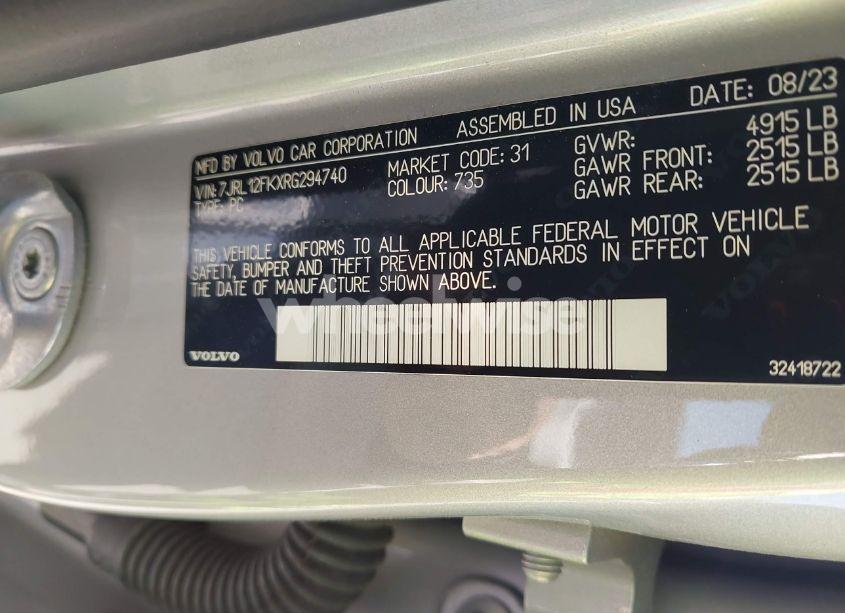 MFD BY VOLVO CAR CORPORATION ASSEMBLED IN USA DATE: 08/23
VIN: 7JRL12FKXRG294740 MARKET CODE: 31 GVWR: 4915 LB
TYPE: PC COLOUR: 735 GAWR FRONT: 2515 LB
GAWR REAR: 2515 LB
THIS VEHICLE CONFORMS TO ALL APPLICABLE FEDERAL MOTOR VEHICLE
SAFETY, BUMPER AND THEFT PREVENTION STANDARDS IN EFFECT ON
THE DATE OF MANUFACTURE SHOWN ABOVE.
wheelwise
VOLVO 32418722